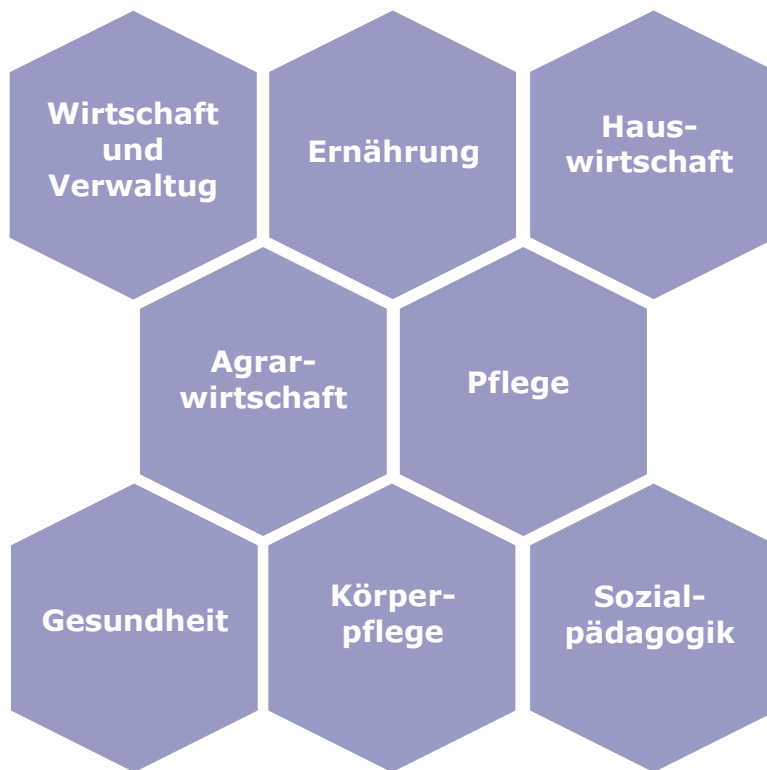 Wirtschaft
und
Verwaltug
Ernährung
Haus-
wirtschaft
Agrar-
wirtschaft
Pflege
Gesundheit
Körper-
pflege
Sozial-
pädagogik